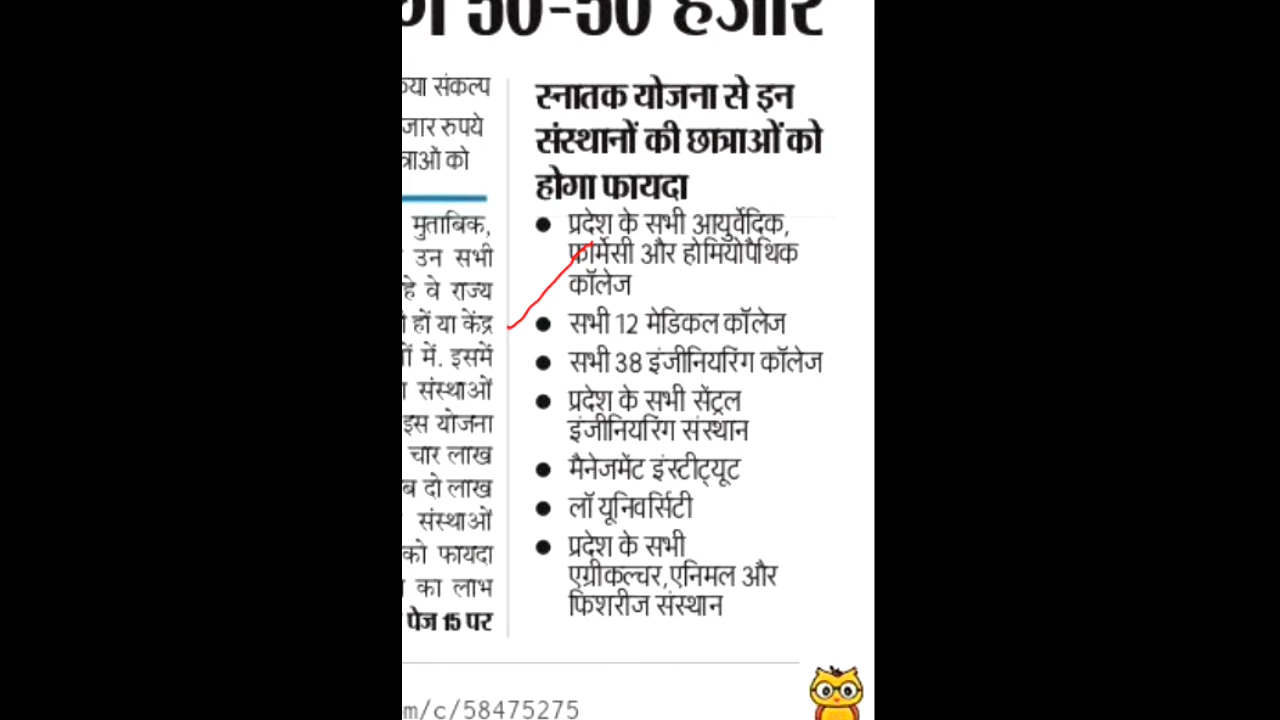 50-50 हजार
संकल्प
रुपये
को
मुताबिक,
उन सभी
वे राज्य
हों या केंद्र
में. इसमें
संस्थाओं
इस योजना
चार लाख
दो लाख
संस्थाओं
को फायदा
का लाभ
पेज 15 पर
स्नातक योजना से इन
संस्थानों की छात्राओं को
होगा फायदा
● प्रदेश के सभी आयुर्वेदिक,
फॉर्मेसी और होमियोपैथिक
कॉलेज
● सभी 12 मेडिकल कॉलेज
● सभी 38 इंजीनियरिंग कॉलेज
● प्रदेश के सभी सेंट्रल
इंजीनियरिंग संस्थान
● मैनेजमेंट इंस्टीट्यूट
● लॉ यूनिवर्सिटी
● प्रदेश के सभी
एग्रीकल्चर,एनिमल और
फिशरीज संस्थान
m/c/58475275